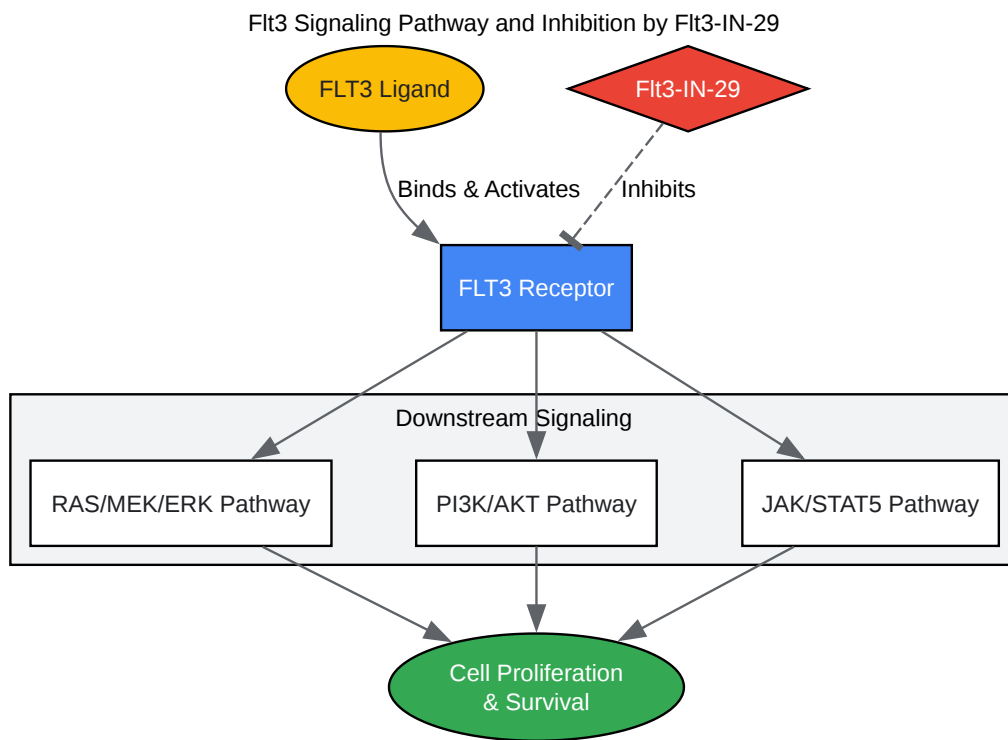 Flt3 Signaling Pathway and Inhibition by Flt3-IN-29
FLT3 Ligand
Flt3-IN-29
Binds & Activates
Inhibits
FLT3 Receptor
Downstream Signaling
RAS/MEK/ERK Pathway
PI3K/AKT Pathway
JAK/STAT5 Pathway
Cell Proliferation
& Survival